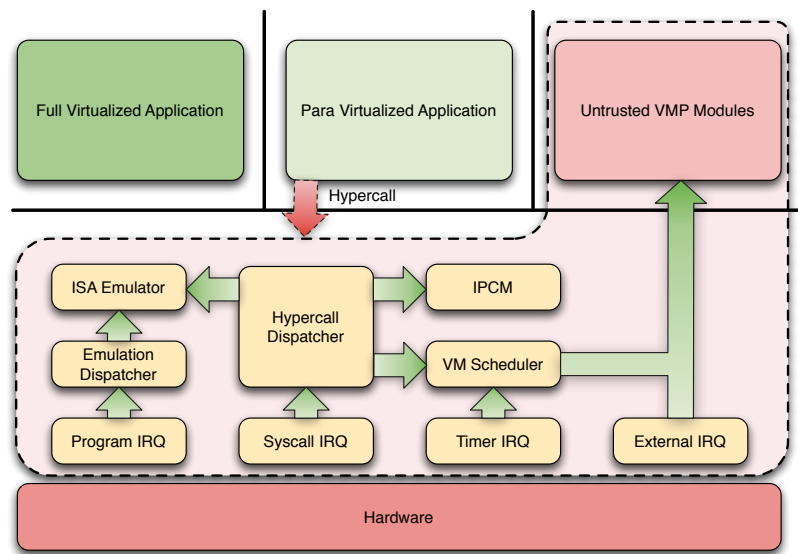 Full Virtualized Application
Para Virtualized Application
Untrusted VMP Modules
Hypercall
ISA Emulator
Hypercall
Dispatcher
IPCM
Emulation
Dispatcher
VM Scheduler
Program IRQ
Syscall IRQ
Timer IRQ
External IRQ
Hardware